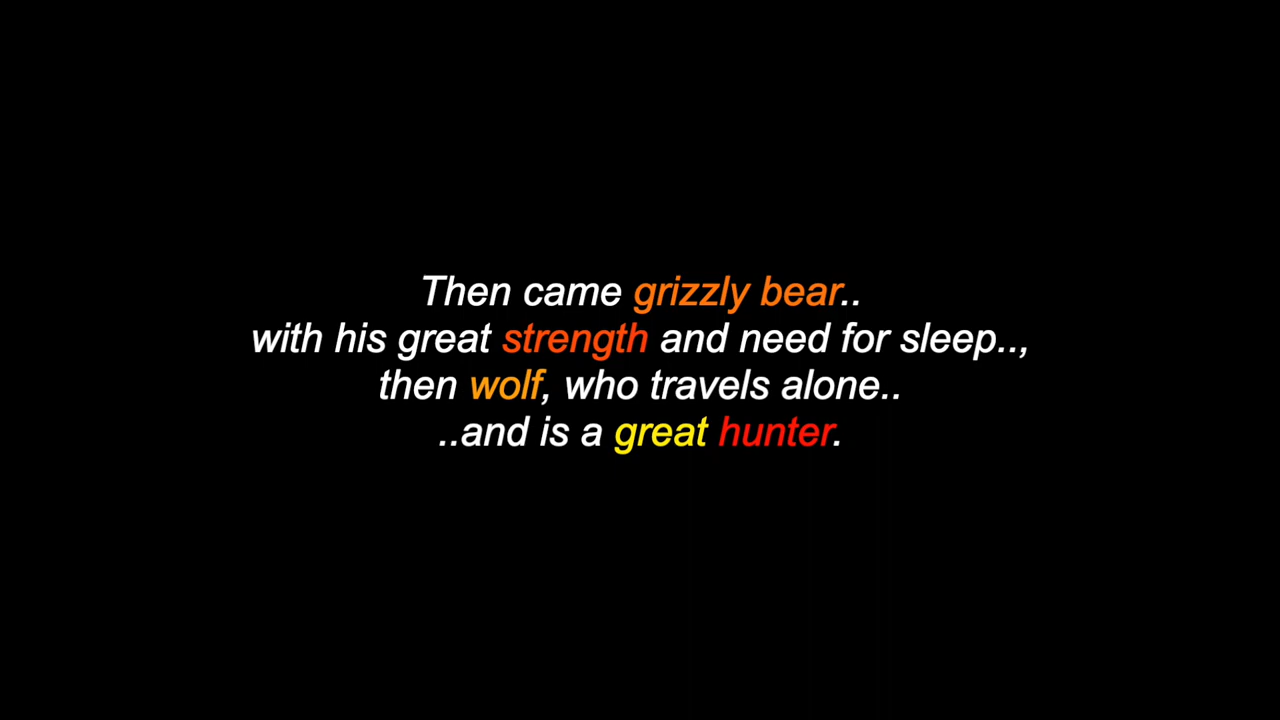 Then came grizzly bear..
with his great strength and need for sleep..,
then wolf, who travels alone..
..and is a great hunter.